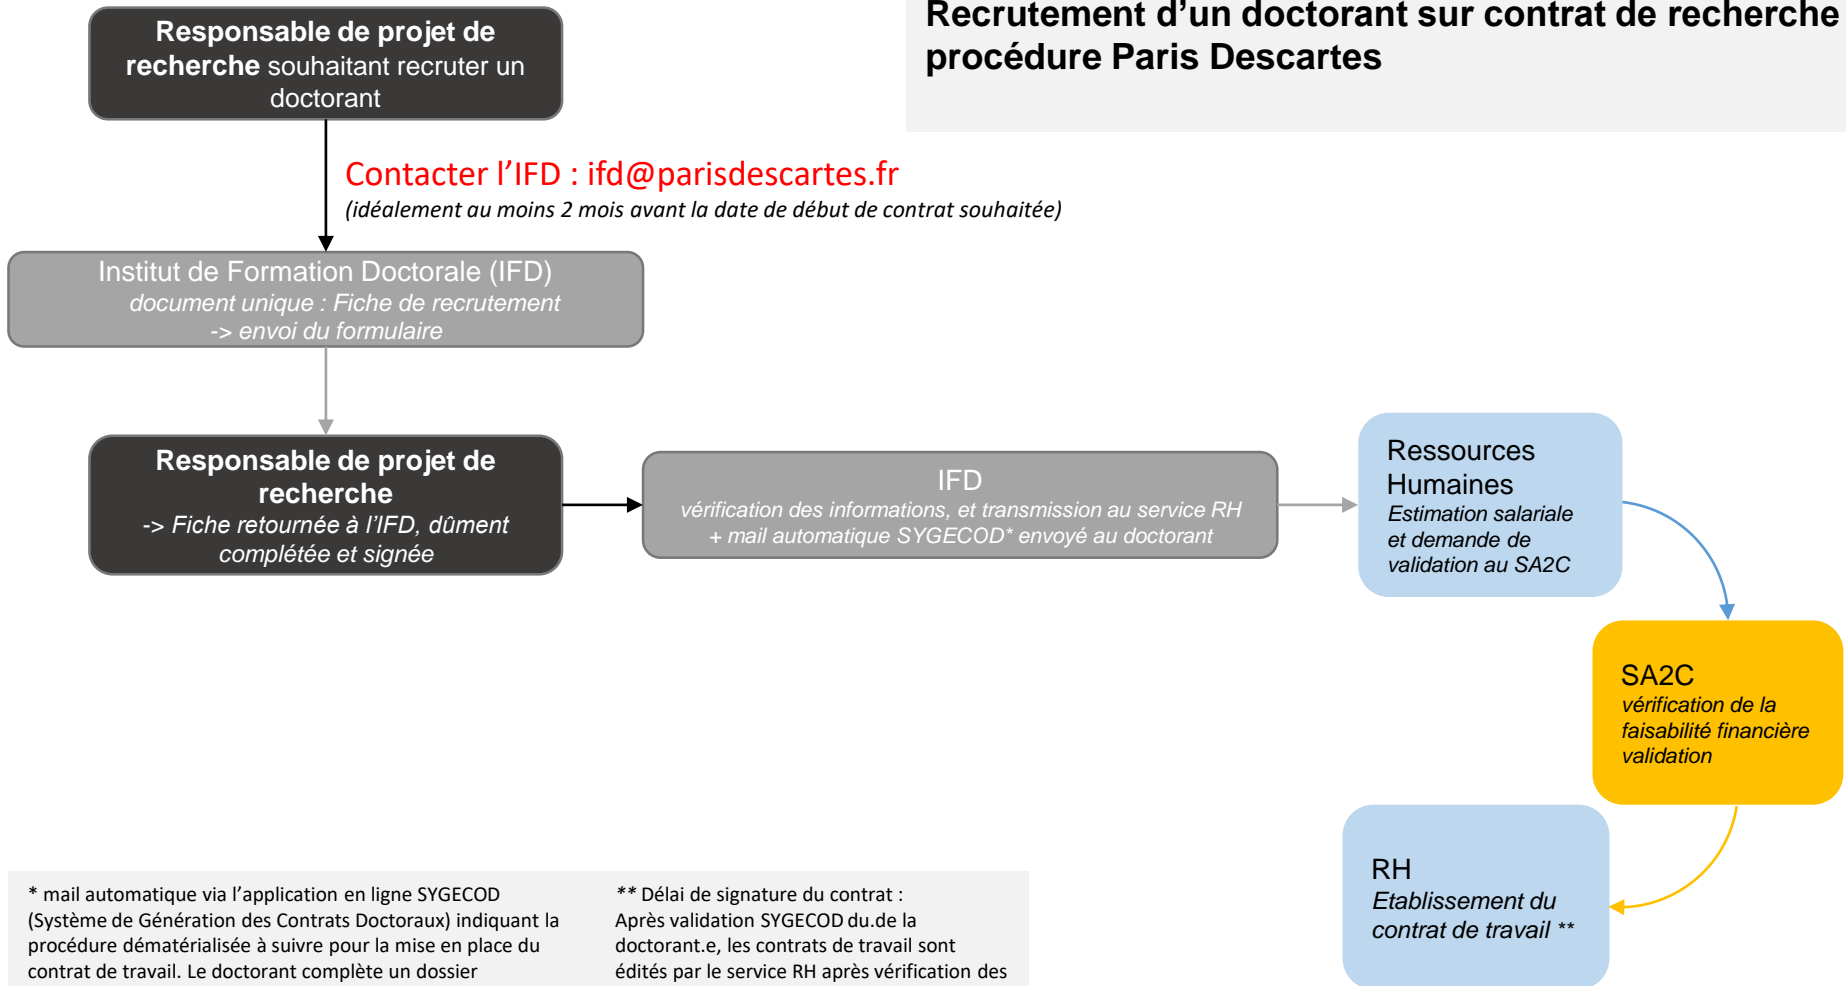 Recrutement d’un doctorant sur contrat de recherche
procédure Paris Descartes
Responsable de projet de
recherche souhaitant recruter un
doctorant
Contacter l’IFD : ifd@parisdescartes.fr
(idéalement au moins 2 mois avant la date de début de contrat souhaitée)
Institut de Formation Doctorale (IFD)
document unique : Fiche de recrutement
-> envoi du formulaire
Responsable de projet de
recherche
-> Fiche retournée à l’IFD, dûment
complétée et signée
IFD
vérification des informations, et transmission au service RH
+ mail automatique SYGECOD* envoyé au doctorant
Ressources
Humaines
Estimation salariale
et demande de
validation au SA2C
SA2C
vérification de la
faisabilité financière
validation
RH
Etablissement du
contrat de travail **
* mail automatique via l’application en ligne SYGECOD
(Système de Génération des Contrats Doctoraux) indiquant la
procédure dématérialisée à suivre pour la mise en place du
contrat de travail. Le doctorant complète un dossier
** Délai de signature du contrat :
Après validation SYGECOD du.de la
doctorant.e, les contrats de travail sont
édités par le service RH après vérification des